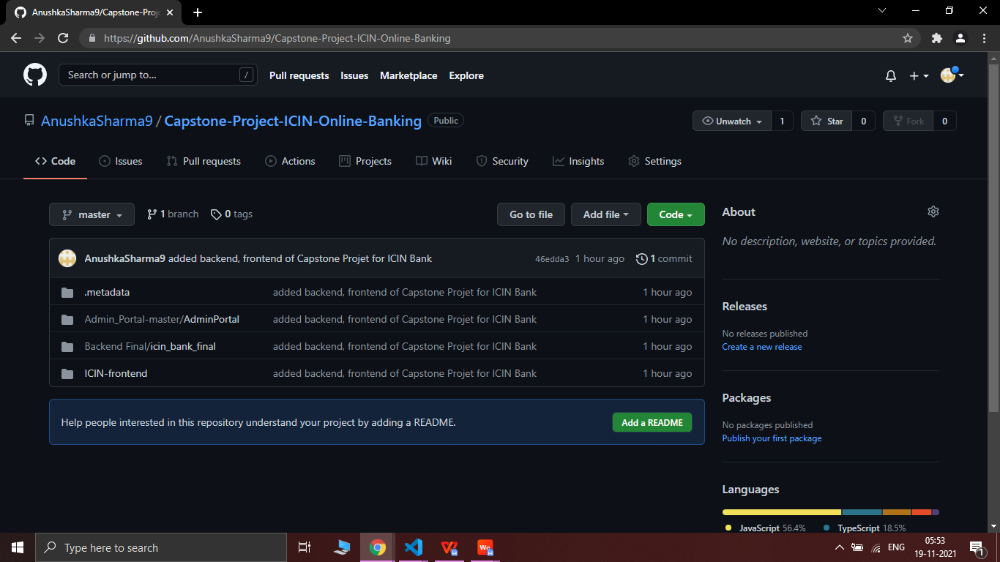 AnushkaSharma9/Capstone-Proje
https://github.com/AnushkaSharma9/Capstone-Project-ICIN-Online-Banking
Search or jump to... /
Pull requests Issues Marketplace Explore
AnushkaSharma9 / Capstone-Project-ICIN-Online-Banking Public
Unwatch 1 Star 0 Fork 0
Code Issues Pull requests Actions Projects Wiki Security Insights Settings
master 1 branch 0 tags Go to file Add file Code
AnushkaSharma9 added backend, frontend of Capstone Projet for ICIN Bank 46edda3 1 hour ago 1 commit
.metadata added backend, frontend of Capstone Projet for ICIN Bank 1 hour ago
Admin_Portal-master/AdminPortal added backend, frontend of Capstone Projet for ICIN Bank 1 hour ago
Backend Final/icin_bank_final added backend, frontend of Capstone Projet for ICIN Bank 1 hour ago
ICIN-frontend added backend, frontend of Capstone Projet for ICIN Bank 1 hour ago
Help people interested in this repository understand your project by adding a README. Add a README
About
No description, website, or topics provided.
Releases
No releases published
Create a new release
Packages
No packages published
Publish your first package
Languages
JavaScript 56.4% TypeScript 18.5%
Type here to search
ENG
05:53
19-11-2021
1